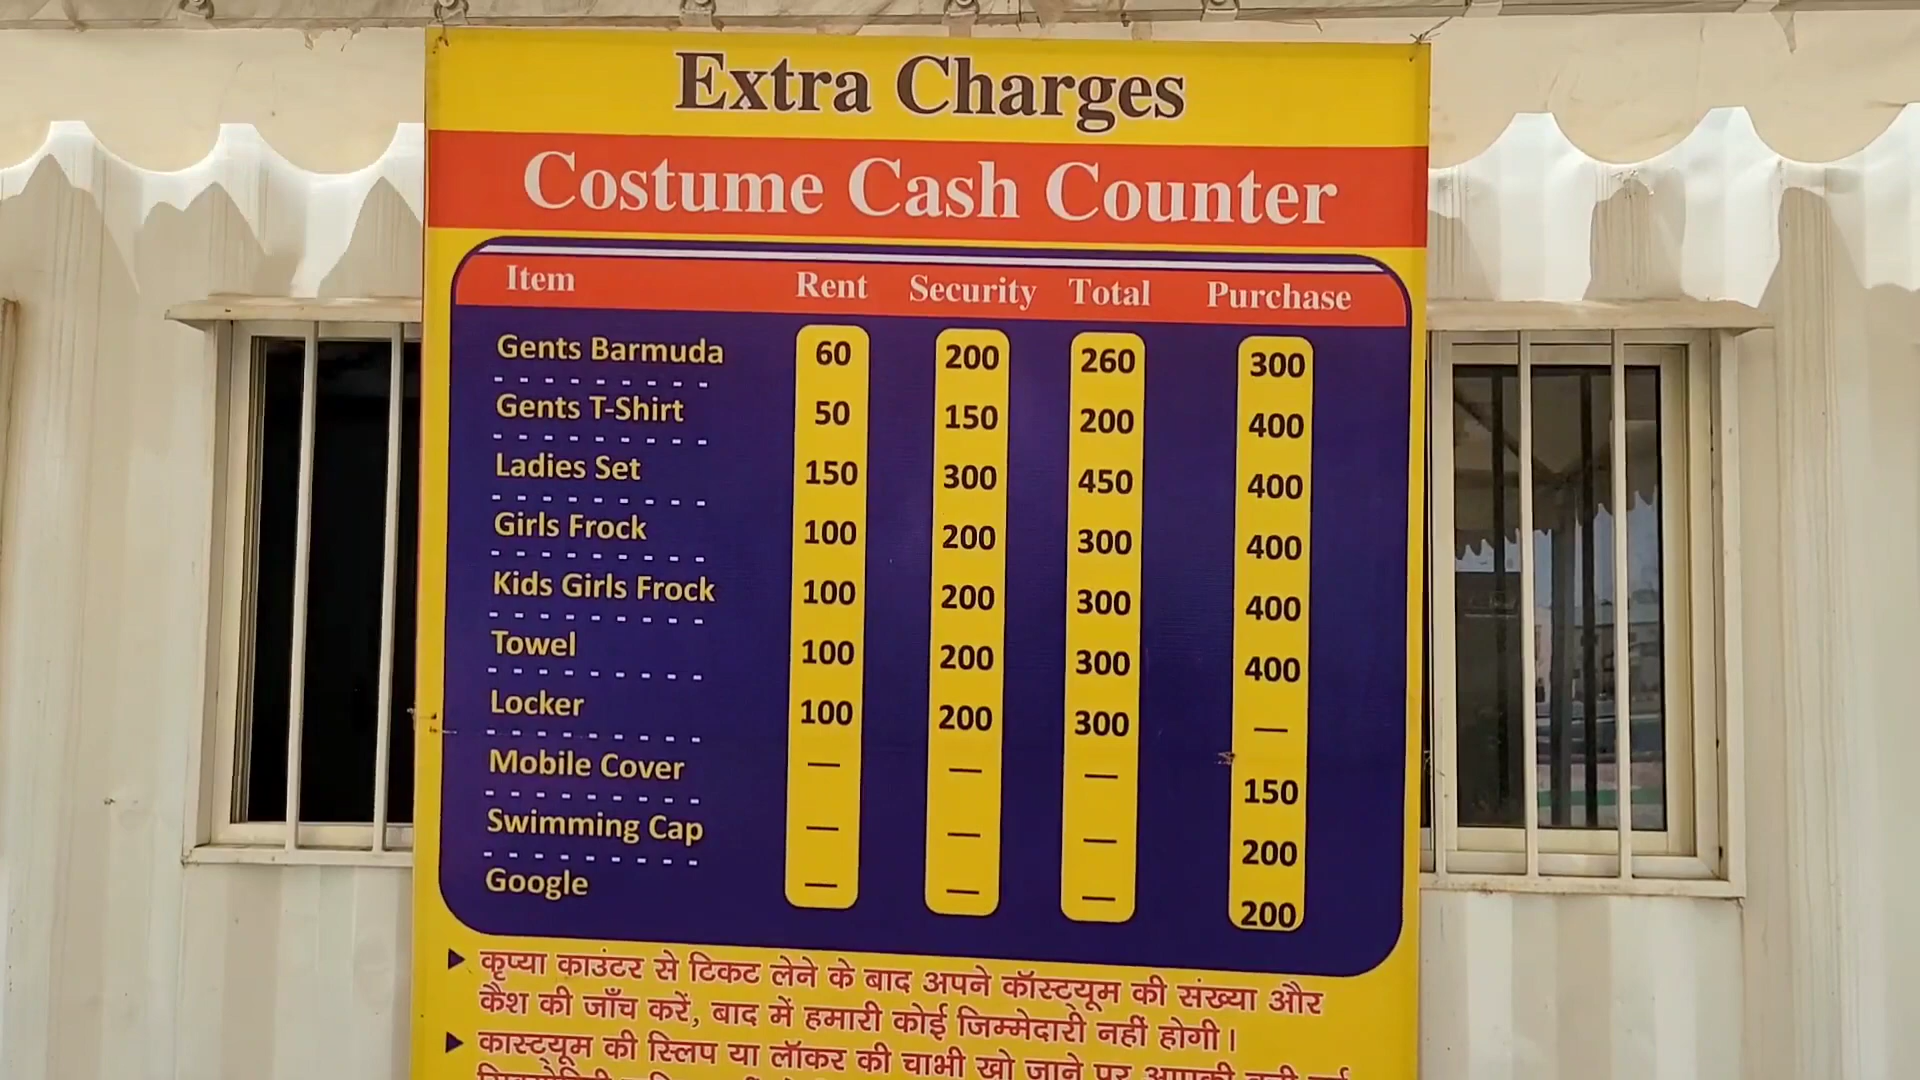 Extra Charges
Costume Cash Counter
Item Rent Security Total Purchase
Gents Barmuda 60 200 260 300
Gents T-Shirt 50 150 200 400
Ladies Set 150 300 450 400
Girls Frock 100 200 300 400
Kids Girls Frock 100 200 300 400
Towel 100 200 300 400
Locker 100 200 300 —
Mobile Cover — — — 150
Swimming Cap — — — 200
Google — — — 200
कृप्या काउंटर से टिकट लेने के बाद अपने कॉस्ट्यूम की संख्या और
कैश की जाँच करें, बाद में हमारी कोई जिम्मेदारी नहीं होगी।
कास्ट्यूम की स्लिप या लॉकर की चाभी खो जाने पर आपकी